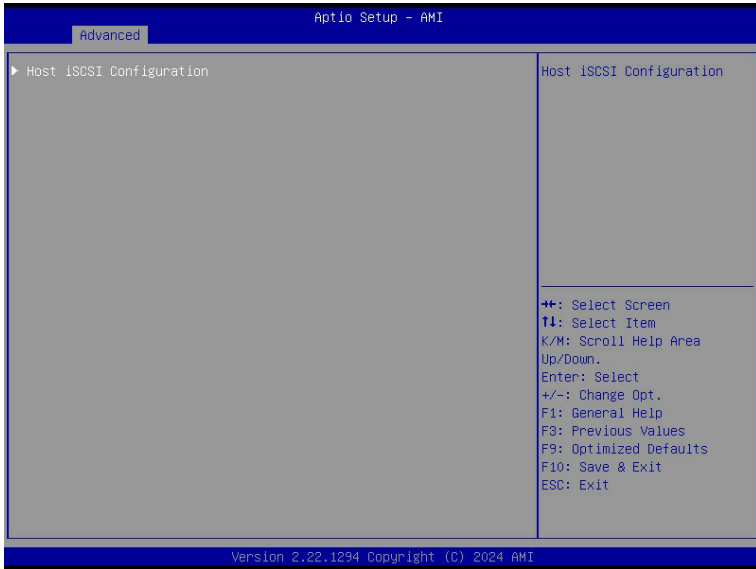 Aptio Setup – AMI
Advanced
▶ Host iSCSI Configuration
Host iSCSI Configuration
→←: Select Screen
↑↓: Select Item
K/M: Scroll Help Area
Up/Down.
Enter: Select
+/-: Change Opt.
F1: General Help
F3: Previous Values
F9: Optimized Defaults
F10: Save & Exit
ESC: Exit
Version 2.22.1294 Copyright (C) 2024 AMI